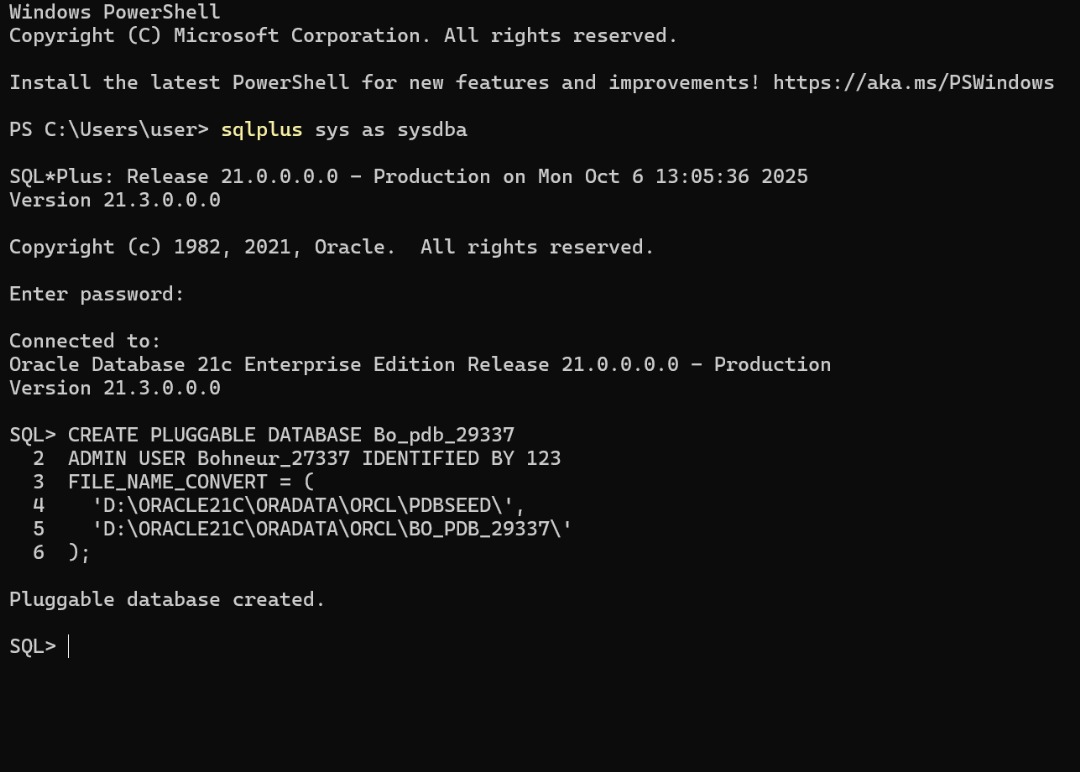 Windows PowerShell
Copyright (C) Microsoft Corporation. All rights reserved.
Install the latest PowerShell for new features and improvements! https://aka.ms/PSWindows
PS C:\Users\user> sqlplus sys as sysdba
SQL*Plus: Release 21.0.0.0.0 - Production on Mon Oct 6 13:05:36 2025
Version 21.3.0.0.0
Copyright (c) 1982, 2021, Oracle.  All rights reserved.
Enter password:
Connected to:
Oracle Database 21c Enterprise Edition Release 21.0.0.0.0 - Production
Version 21.3.0.0.0
SQL> CREATE PLUGGABLE DATABASE Bo_pdb_29337
  2  ADMIN USER Bohneur_27337 IDENTIFIED BY 123
  3  FILE_NAME_CONVERT = (
  4    'D:\ORACLE21C\ORADATA\ORCL\PDBSEED\',
  5    'D:\ORACLE21C\ORADATA\ORCL\BO_PDB_29337\'
  6  );
Pluggable database created.
SQL>